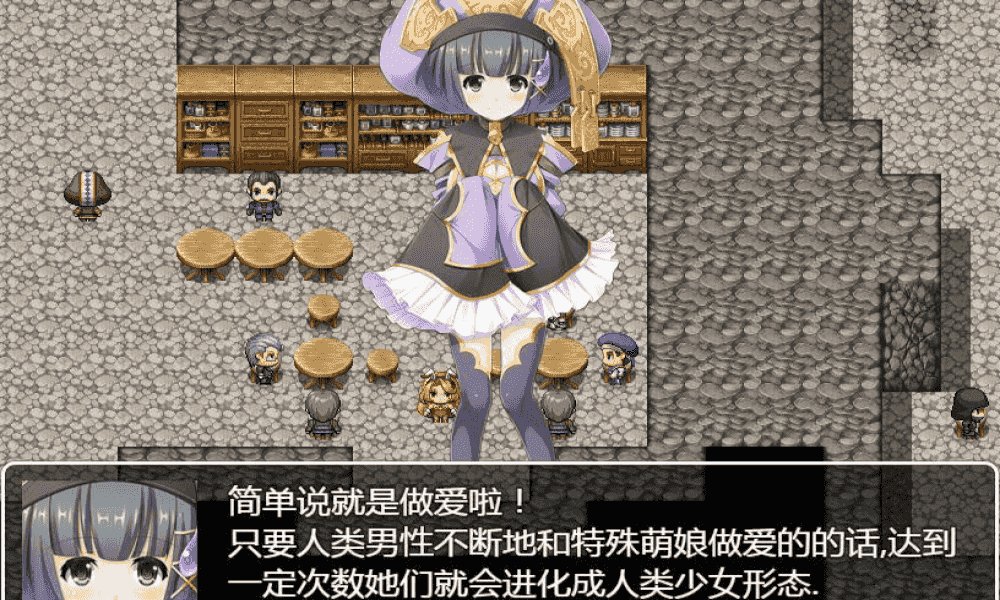 简单说就是做爱啦！
只要人类男性不断地和特殊萌娘做爱的的话,达到
一定次数她们就会进化成人类少女形态.